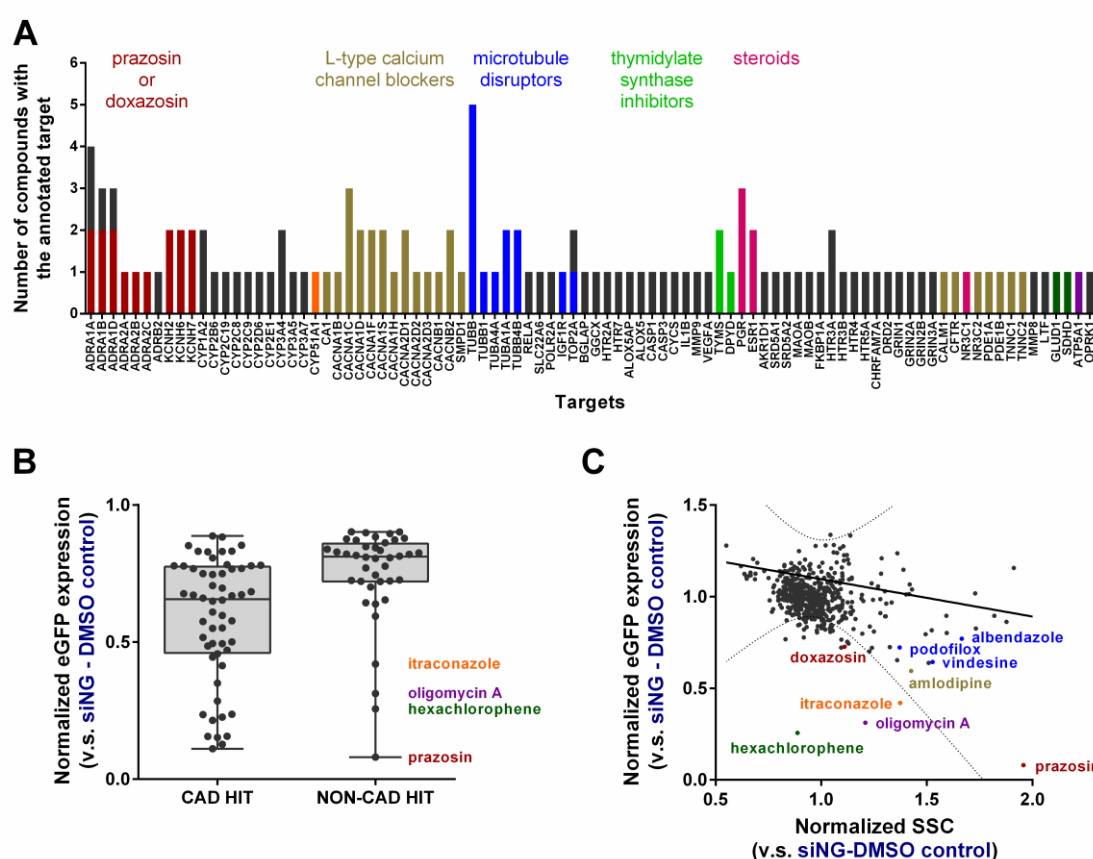 A
prazosin
or
doxazosin
L-type calcium
channel blockers
microtubule
disruptors
thymidylate
synthase
inhibitors
steroids
Number of compounds with
the annotated target
6
5
4
3
2
1
0
ADRA1A
ADRA1B
ADRA1D
ADRA2A
ADRA2B
ADRA2C
ADRB2
KCNH2
KCNH6
KCNH7
CYP1A2
CYP2B6
CYP2C19
CYP2C8
CYP2C9
CYP2D6
CYP2E1
CYP3A4
CYP3A5
CYP3A7
CYP51A1
CA1
CACNA1B
CACNA1C
CACNA1D
CACNA1F
CACNA1S
CACNA1H
CACNA2D1
CACNA2D2
CACNA2D3
CACNB1
CACNB2
SMPD1
TUBB
TUBB1
TUBA4A
TUBA1A
TUBB4B
IGF1R
TOP2A
RELA
SLC22A6
POLR2A
BGLAP
GGCX
HTR2A
HTR7
ALOX5AP
ALOX5
CASP1
CASP3
CYCS
IL1B
MMP9
VEGFA
TYMS
DPYD
PGR
ESR1
AKR1D1
SRD5A1
SRD5A2
MAOA
MAOB
FKBP1A
HTR3A
HTR3B
HTR4
HTR5A
CHRFAM7A
DRD2
GRIN1
GRIN2A
GRIN2B
GRIN3A
CALM1
CFTR
NR3C1
NR3C2
PDE1A
PDE1B
TNNC1
TNNC2
MMP8
LTF
GLUD1
SDHD
ATP5A1
OPRK1
Targets
B
Normalized eGFP expression
(v.s. siNG - DMSO control)
1.0
0.5
0.0
itraconazole
oligomycin A
hexachlorophene
prazosin
CAD HIT
NON-CAD HIT
C
Normalized eGFP expression
(v.s. siNG - DMSO control)
1.5
1.0
0.5
0.0
albendazole
podofilox
doxazosin
vindesine
amlodipine
itraconazole
oligomycin A
hexachlorophene
prazosin
0.5
1.0
1.5
2.0
Normalized SSC
(v.s. siNG-DMSO control)